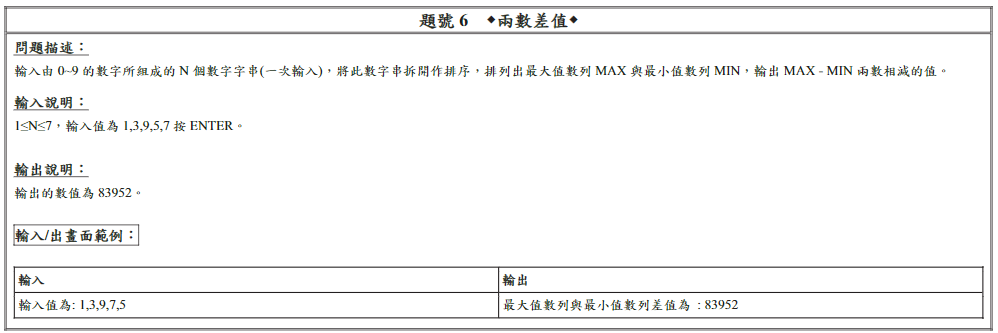 題號 6 ◆兩數差值◆
問題描述：
輸入由 0~9 的數字所組成的 N 個數字字串(一次輸入)，將此數字串拆開作排序，排列出最大值數列 MAX 與最小值數列 MIN，輸出 MAX - MIN 兩數相減的值。
輸入說明：
1≤N≤7，輸入值為 1,3,9,5,7 按 ENTER。
輸出說明：
輸出的數值為 83952。
輸入/出畫面範例：
輸入 輸出
輸入值為: 1,3,9,7,5 最大值數列與最小值數列差值為 : 83952